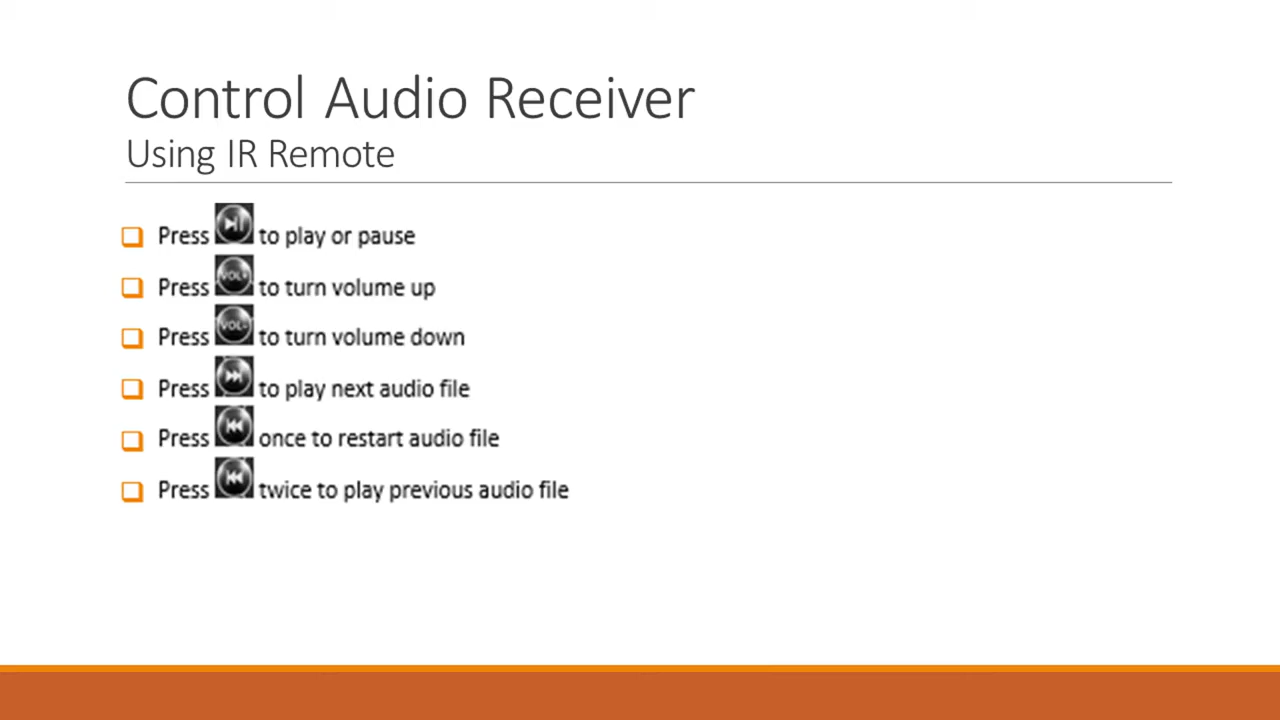 Control Audio Receiver
Using IR Remote
Press to play or pause
Press VOL+ to turn volume up
Press VOL- to turn volume down
Press to play next audio file
Press once to restart audio file
Press twice to play previous audio file